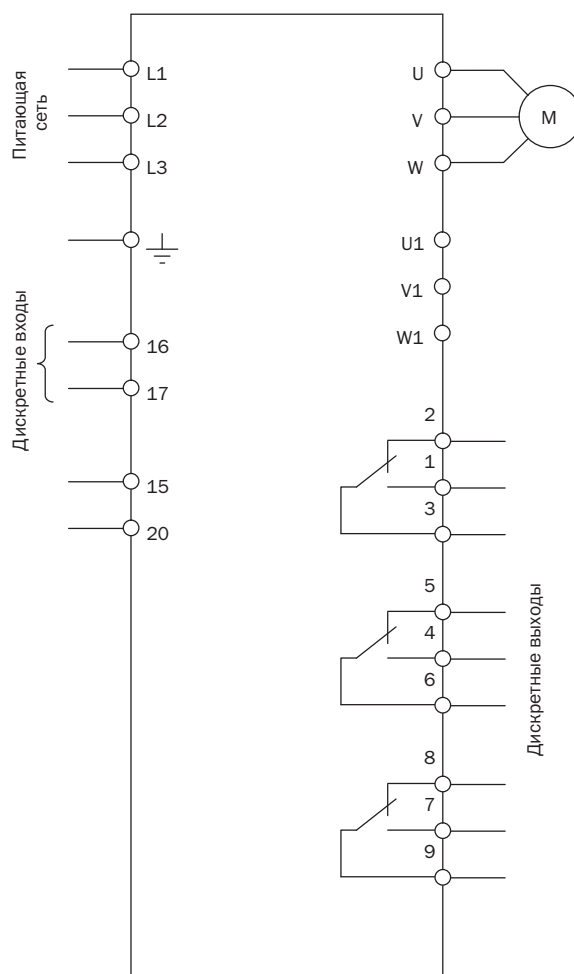 Питающая
сеть
L1
L2
L3
16
17
Дискретные входы
15
20
U
V
W
M
U1
V1
W1
2
1
3
5
4
6
Дискретные выходы
8
7
9